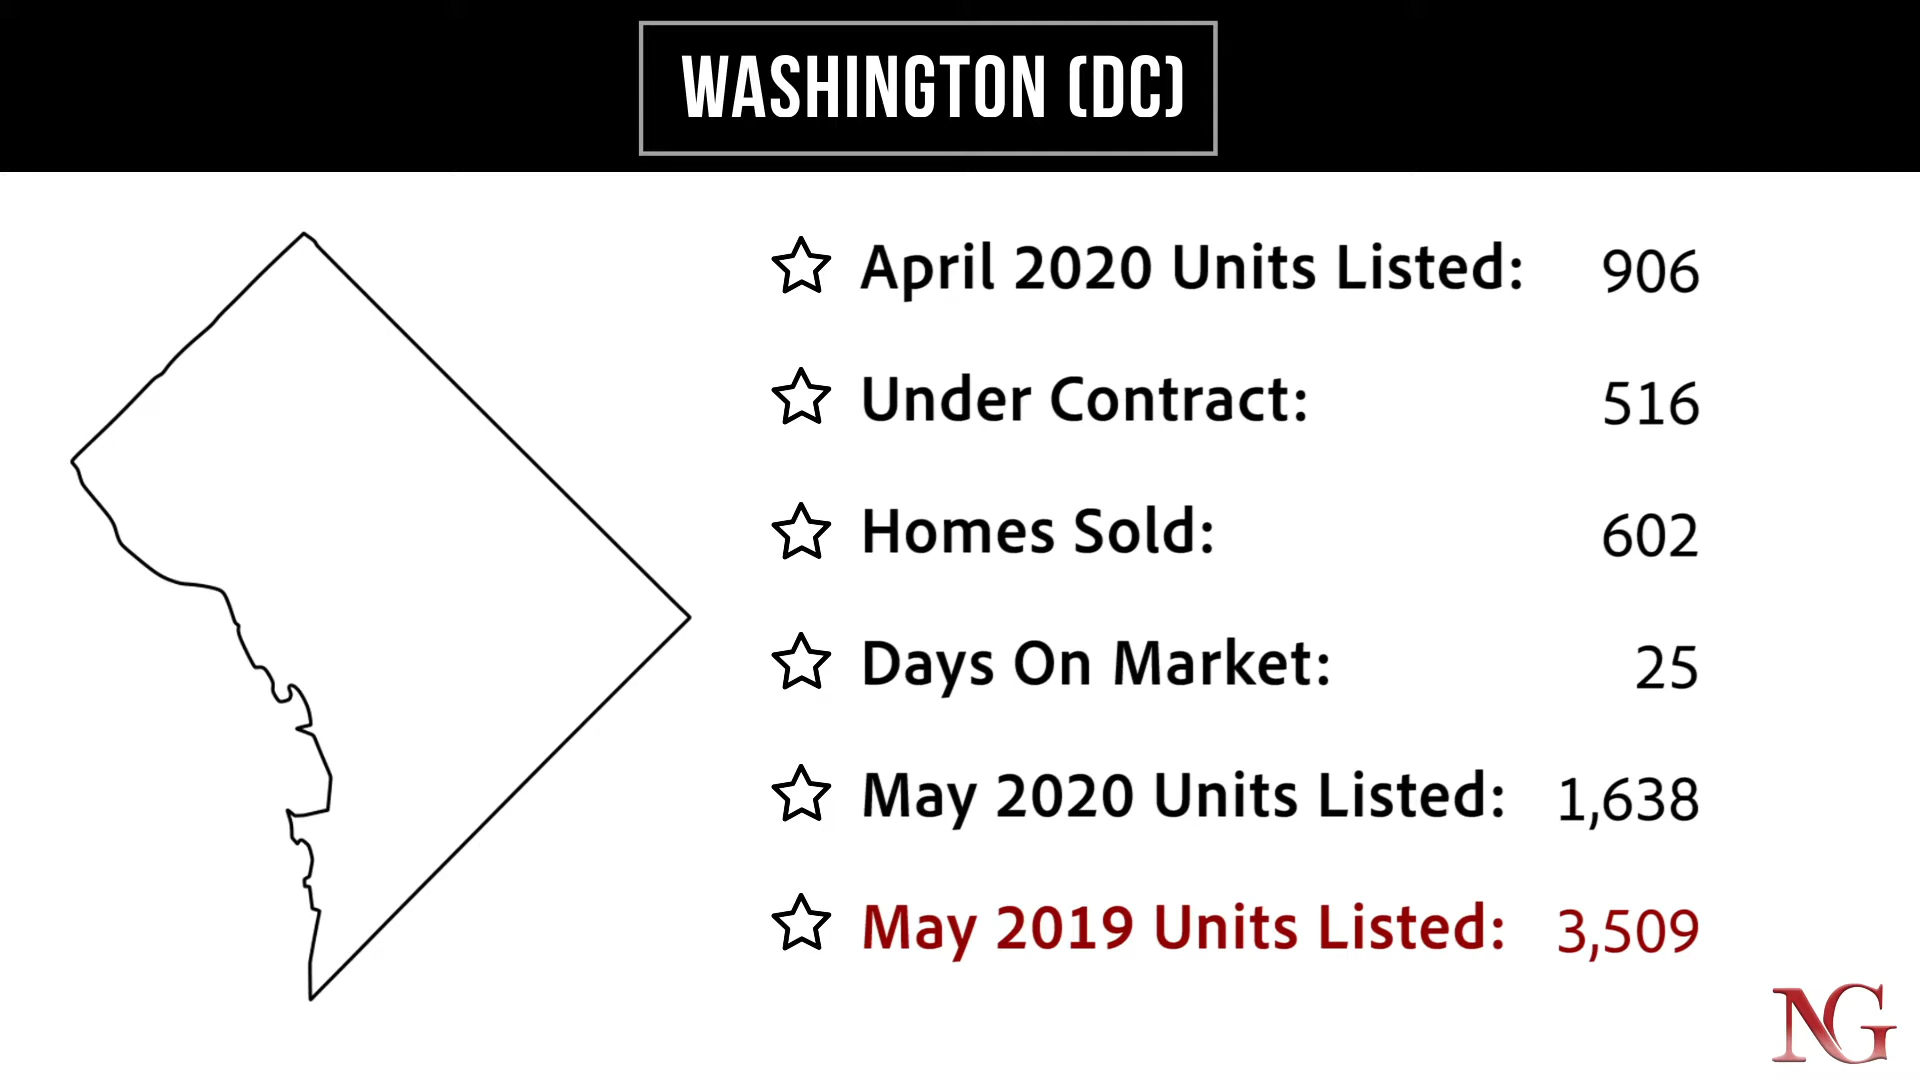 WASHINGTON (DC)
April 2020 Units Listed: 906
Under Contract: 516
Homes Sold: 602
Days On Market: 25
May 2020 Units Listed: 1,638
May 2019 Units Listed: 3,509
NG